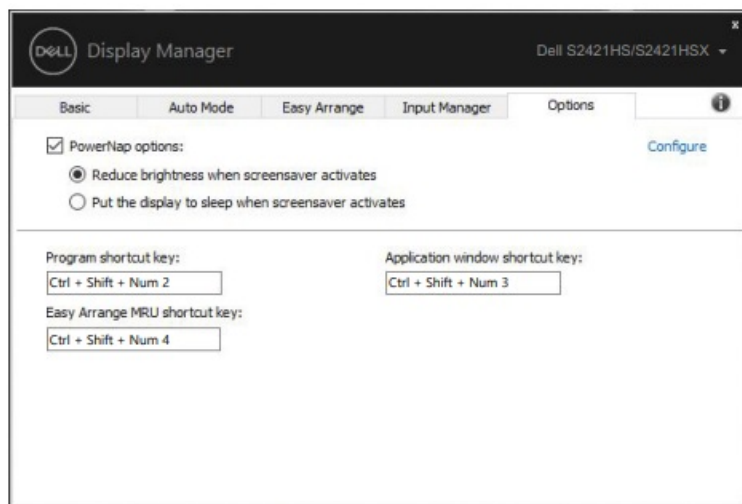 x
DELL Display Manager Dell S2421HS/S2421HSX
Basic Auto Mode Easy Arrange Input Manager Options i
PowerNap options: Configure
Reduce brightness when screensaver activates
Put the display to sleep when screensaver activates
Program shortcut key: Application window shortcut key:
Ctrl + Shift + Num 2 Ctrl + Shift + Num 3
Easy Arrange MRU shortcut key:
Ctrl + Shift + Num 4